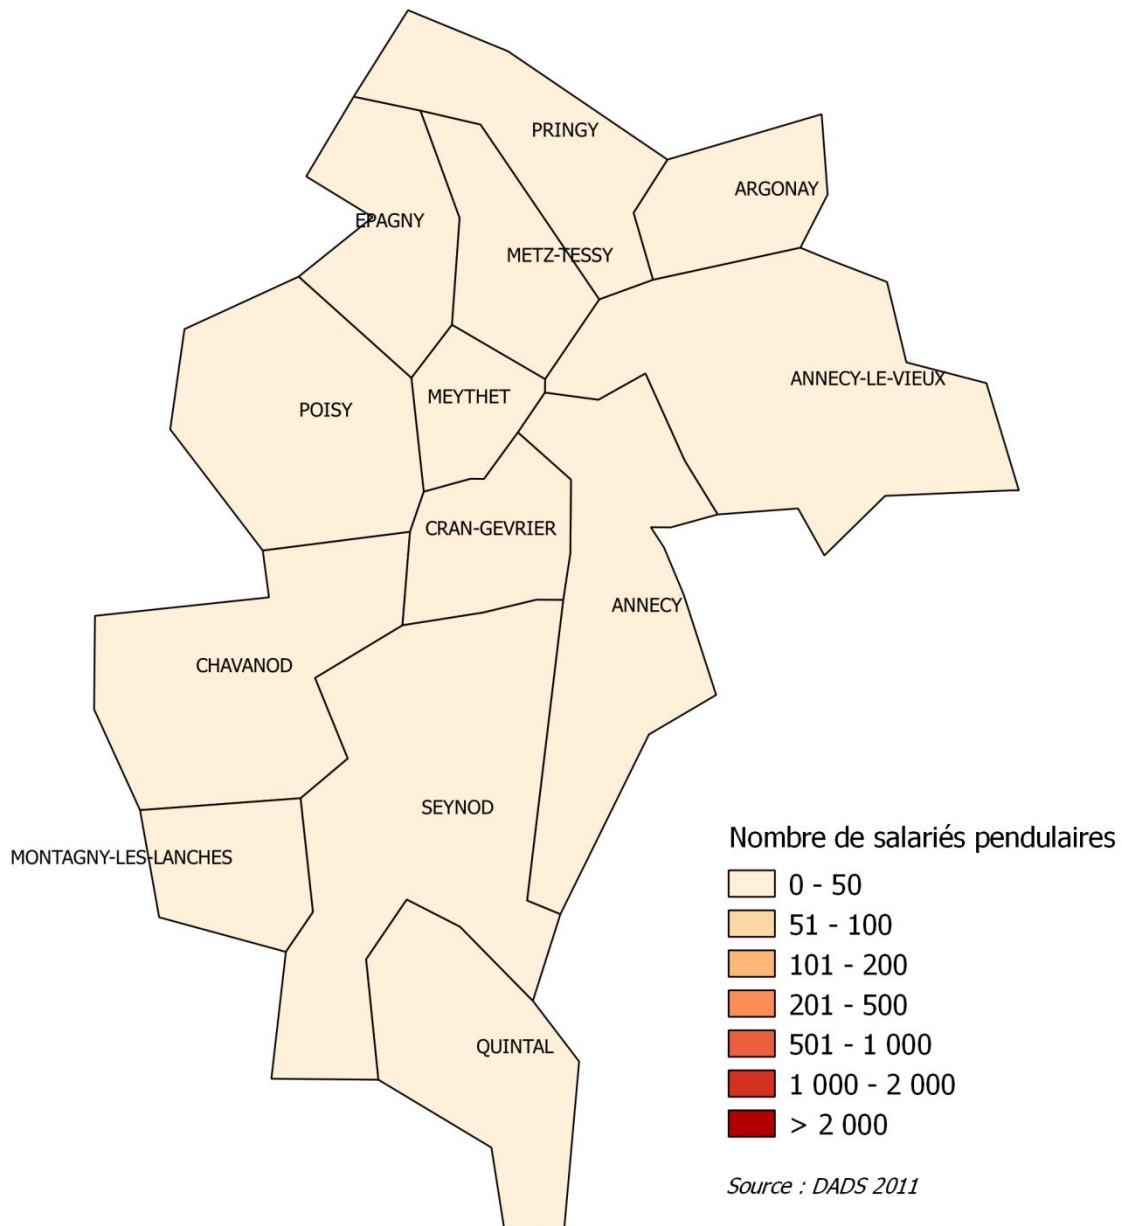 PRINGY
ARGONAY
EPAGNY
METZ-TESSY
ANNECY-LE-VIEUX
MEYTHET
POISY
CRAN-GEVRIER
ANNECY
CHAVANOD
SEYNOD
MONTAGNY-LES-LANCHES
QUINTAL
Nombre de salariés pendulaires
0 - 50
51 - 100
101 - 200
201 - 500
501 - 1 000
1 000 - 2 000
> 2 000
Source : DADS 2011